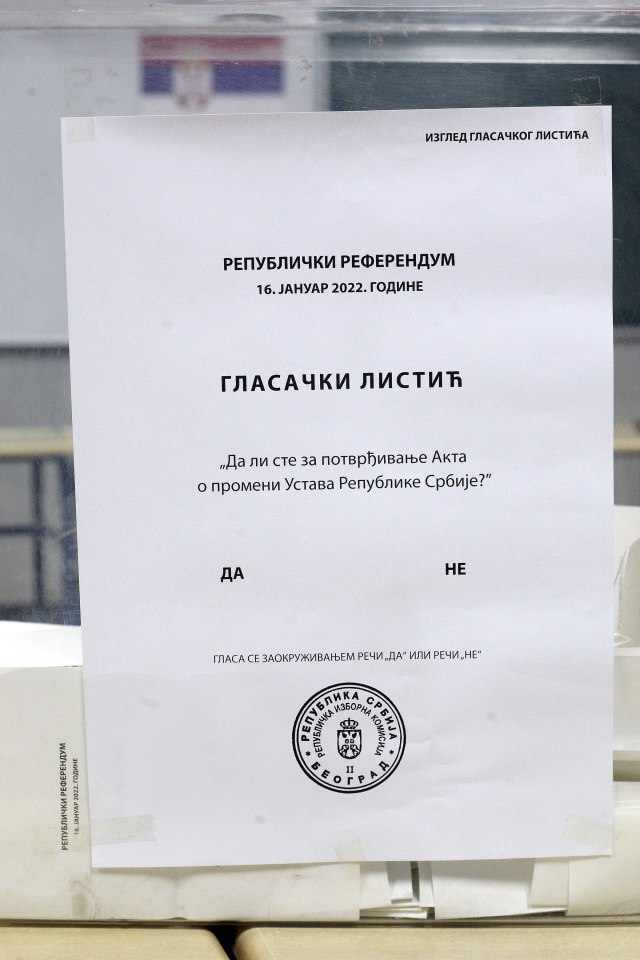 ИЗГЛЕД ГЛАСАЧКОГ ЛИСТИЋА
РЕПУБЛИЧКИ РЕФЕРЕНДУМ
16. ЈАНУАР 2022. ГОДИНЕ
ГЛАСАЧКИ ЛИСТИЋ
„Да ли сте за потврђивање Акта
о промени Устава Републике Србије?”
ДА НЕ
ГЛАСА СЕ ЗАОКРУЖИВАЊЕМ РЕЧИ „ДА” ИЛИ РЕЧИ „НЕ”
РЕПУБЛИКА СРБИЈА
РЕПУБЛИЧКА ИЗБОРНА КОМИСИЈА
II
* БЕОГРАД *
РЕПУБЛИЧКИ РЕФЕРЕНДУМ
16. ЈАНУАР 2022. ГОДИНЕ